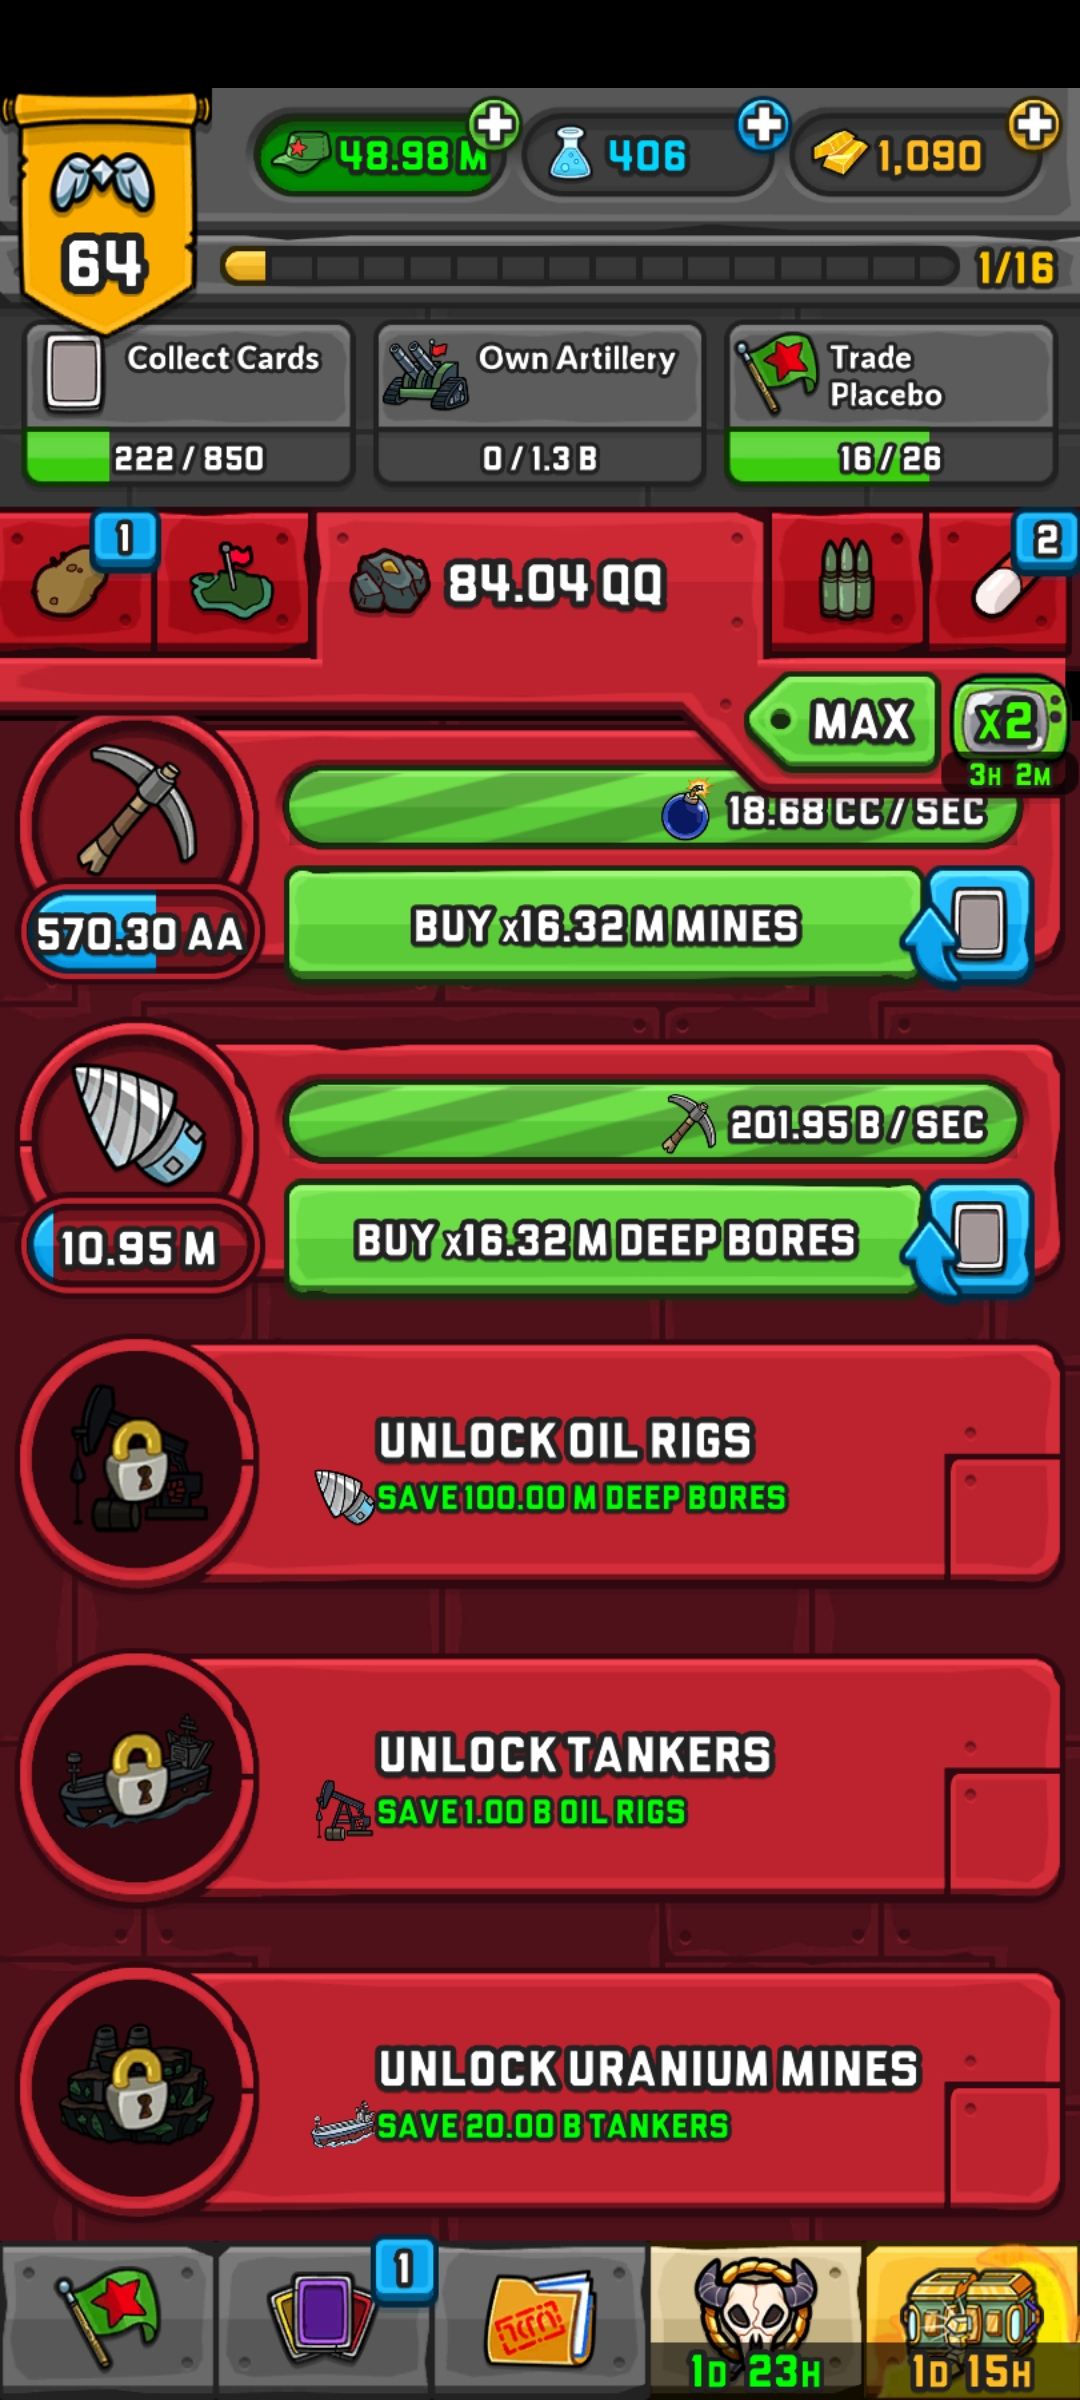 48.98 M
406
1,090
64
1/16
Collect Cards
222 / 850
Own Artillery
0 / 1.3 B
Trade
Placebo
16 / 26
1
84.04 QQ
2
MAX
x2
3H 2M
18.68 CC / SEC
570.30 AA
BUY x16.32 M MINES
201.95 B / SEC
10.95 M
BUY x16.32 M DEEP BORES
UNLOCK OIL RIGS
SAVE 100.00 M DEEP BORES
UNLOCK TANKERS
SAVE 1.00 B OIL RIGS
UNLOCK URANIUM MINES
SAVE 20.00 B TANKERS
1
1D 23H
1D 15H